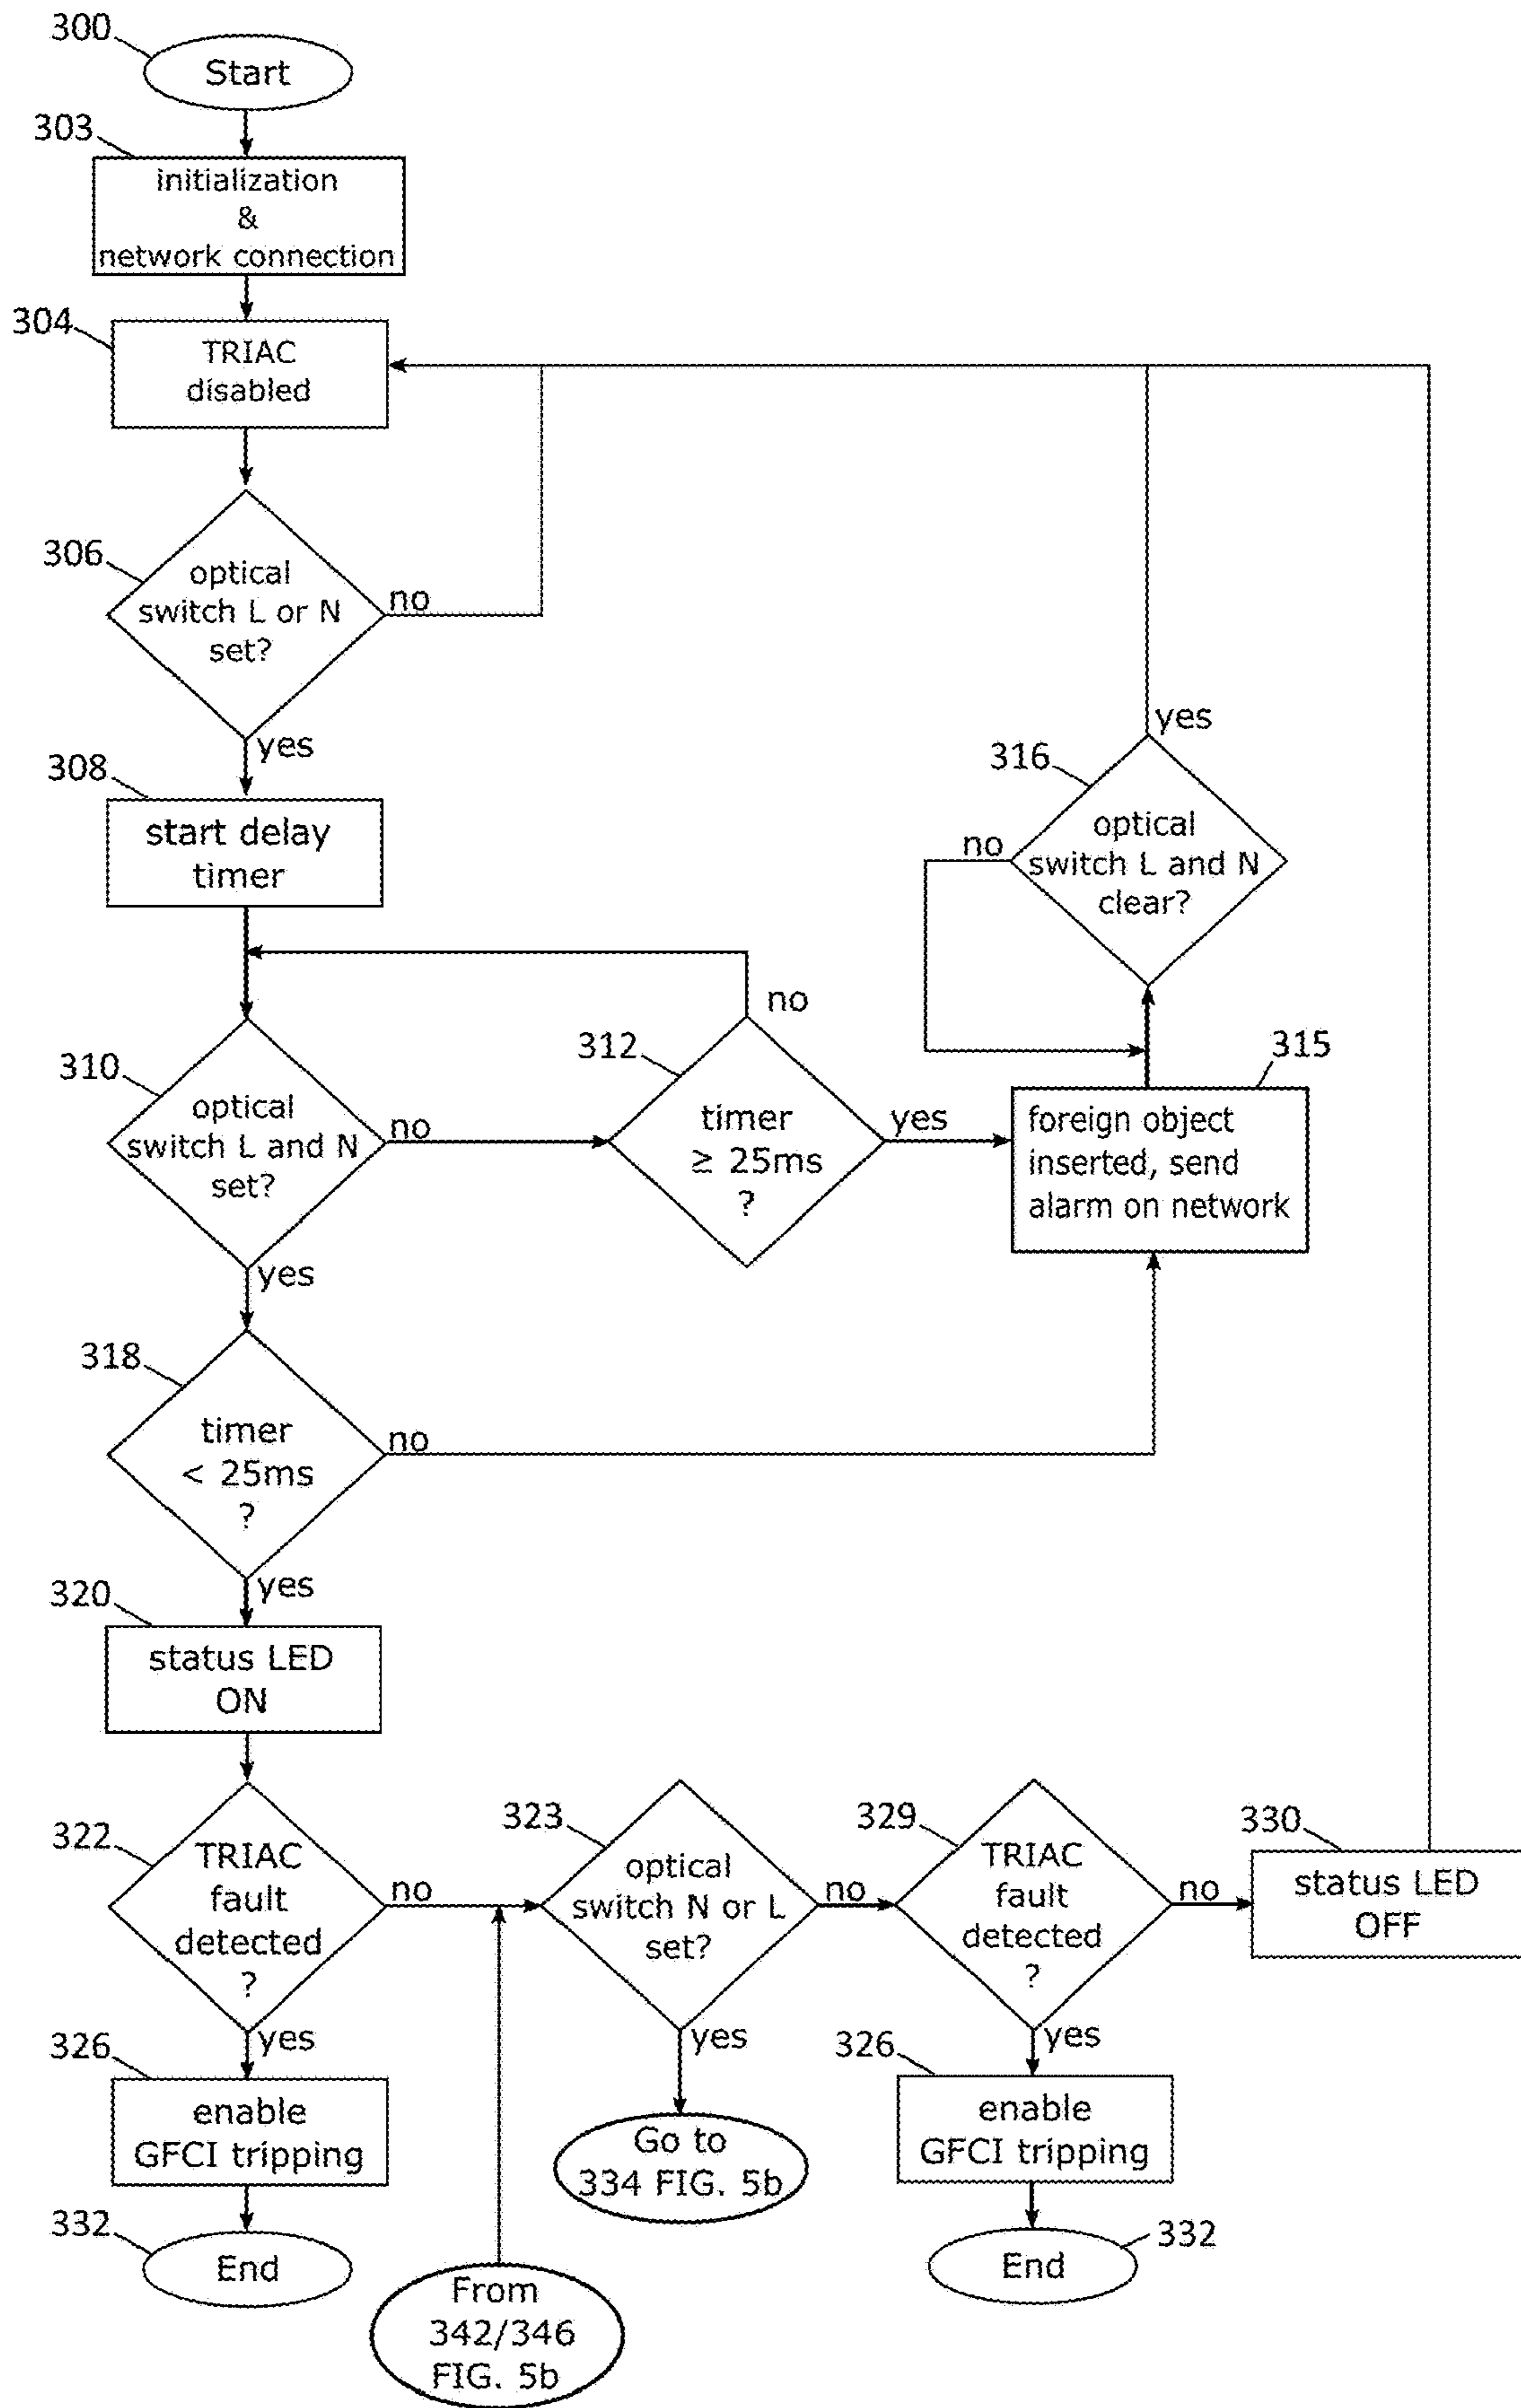 300
Start
303
initialization
&
network connection
304
TRIAC
disabled
306
optical
switch L or N
set?
no
yes
308
start delay
timer
316
yes
optical
switch L and N
clear?
no
310
optical
switch L and N
set?
no
yes
312
no
timer
≥ 25ms
?
yes
315
foreign object
inserted, send
alarm on network
318
timer
< 25ms
?
no
yes
320
status LED
ON
322
TRIAC
fault
detected
?
no
yes
323
optical
switch N or L
set?
no
yes
329
TRIAC
fault
detected
?
no
yes
330
status LED
OFF
326
enable
GFCI tripping
332
End
Go to
334 FIG. 5b
326
enable
GFCI tripping
332
End
From
342/346
FIG. 5b